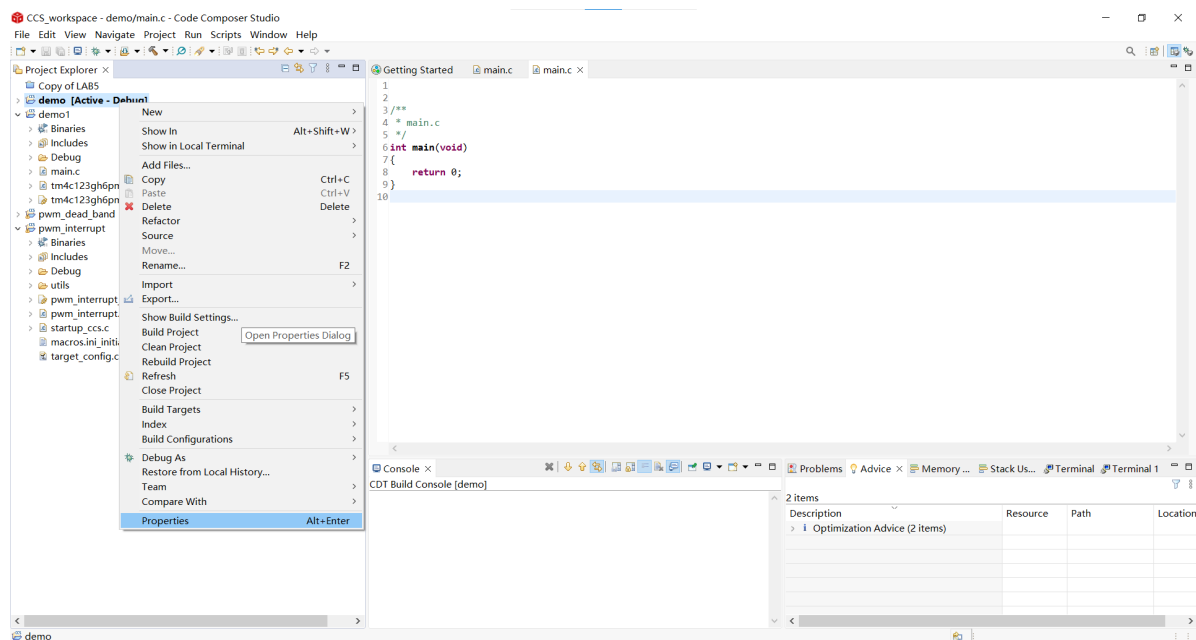 CCS_workspace - demo/main.c - Code Composer Studio
File Edit View Navigate Project Run Scripts Window Help
Project Explorer
Copy of LAB5
demo [Active - Debug]
demo1
Binaries
Includes
Debug
main.c
tm4c123gh6pm
tm4c123gh6pm
pwm_dead_band
pwm_interrupt
Binaries
Includes
Debug
utils
pwm_interrupt_
pwm_interrupt.
startup_ccs.c
macros.ini_initia
target_config.c
New
Show In Alt+Shift+W
Show in Local Terminal
Add Files...
Copy Ctrl+C
Paste Ctrl+V
Delete Delete
Refactor
Source
Move...
Rename... F2
Import
Export...
Show Build Settings...
Build Project
Clean Project
Rebuild Project
Refresh F5
Close Project
Build Targets
Index
Build Configurations
Debug As
Restore from Local History...
Team
Compare With
Properties Alt+Enter
Open Properties Dialog
Getting Started main.c main.c
1
2
3 /**
4 * main.c
5 */
6 int main(void)
7 {
8 return 0;
9 }
10
Console
CDT Build Console [demo]
Problems Advice Memory ... Stack Us... Terminal Terminal 1
2 items
Description Resource Path Location
i Optimization Advice (2 items)
demo